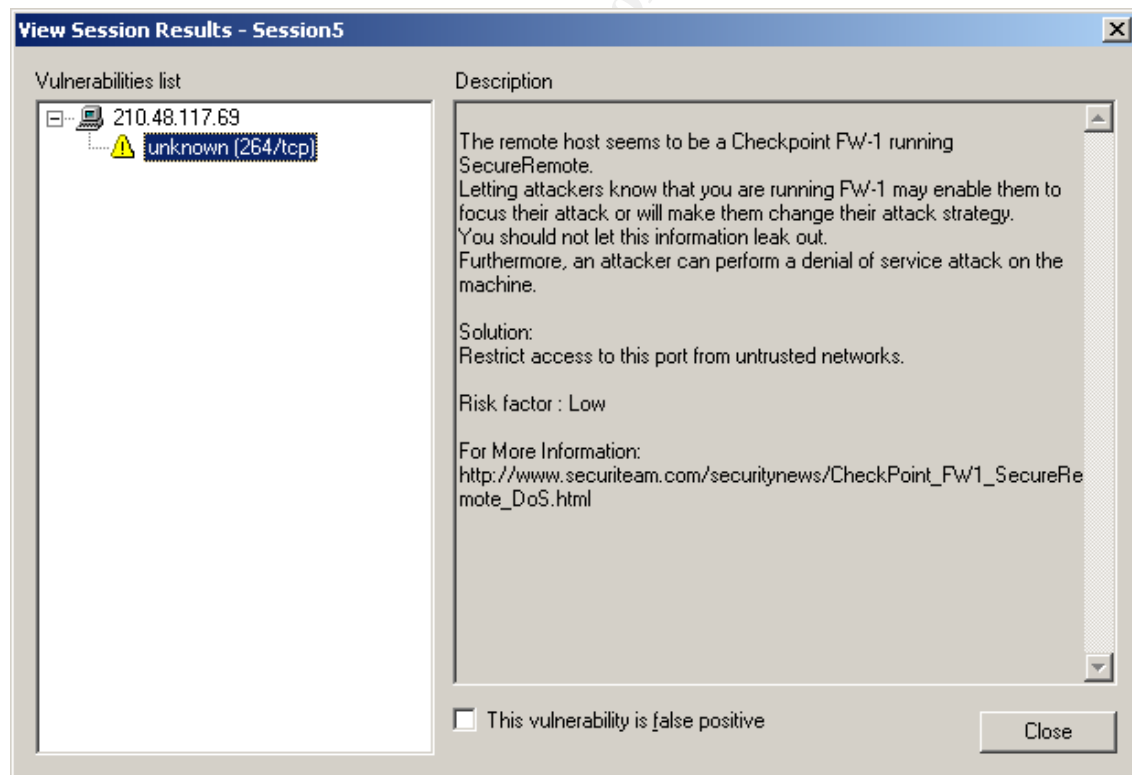 View Session Results - Session5
Vulnerabilities list
210.48.117.69
unknown (264/tcp)
Description
The remote host seems to be a Checkpoint FW-1 running
SecureRemote.
Letting attackers know that you are running FW-1 may enable them to
focus their attack or will make them change their attack strategy.
You should not let this information leak out.
Furthermore, an attacker can perform a denial of service attack on the
machine.
Solution:
Restrict access to this port from untrusted networks.
Risk factor : Low
For More Information:
http://www.securiteam.com/securitynews/CheckPoint_FW1_SecureRe
mote_DoS.html
This vulnerability is false positive
Close